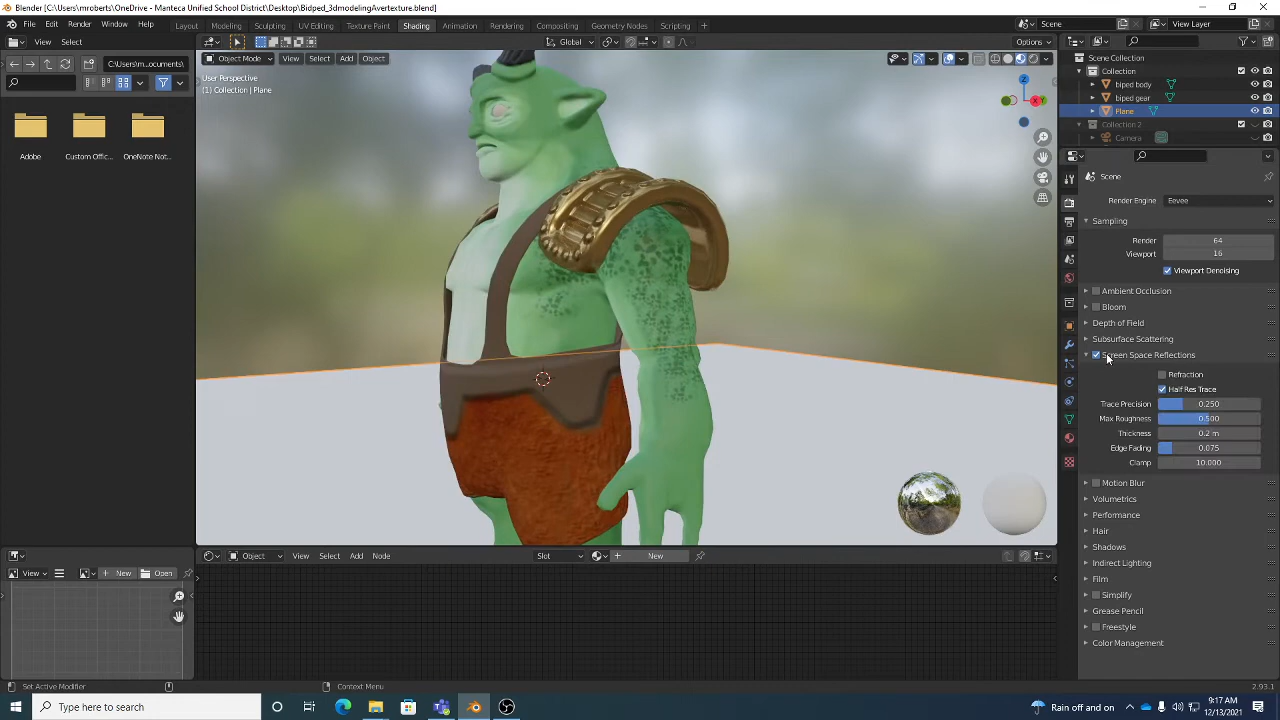 Blender [C:\Users\mroberts\OneDrive - Manteca Unified School District\Desktop\Bidped_3dmodelingAvertexture.blend]
File Edit Render Window Help Layout Modeling Sculpting UV Editing Texture Paint Shading Animation Rendering Compositing Geometry Nodes Scripting + Scene View Layer
View Select Global Options
C:\Users\m...ocuments\ Object Mode View Select Add Object
User Perspective
(1) Collection | Plane
Adobe Custom Offic... OneNote Not...
Z
X Y
Scene Collection
Collection
biped body
biped gear
Plane
Collection 2
Camera
Scene
Render Engine Eevee
Sampling
Render 64
Viewport 16
Viewport Denoising
Ambient Occlusion
Bloom
Depth of Field
Subsurface Scattering
Screen Space Reflections
Refraction
Half Res Trace
Trace Precision 0.250
Max Roughness 0.500
Thickness 0.2 m
Edge Fading 0.075
Clamp 10.000
Motion Blur
Volumetrics
Performance
Hair
Shadows
Indirect Lighting
Film
Simplify
Grease Pencil
Freestyle
Color Management
Object View Select Add Node Slot New
View New Open
Set Active Modifier Context Menu 2.93.1
Type here to search Rain off and on 9:17 AM
12/13/2021